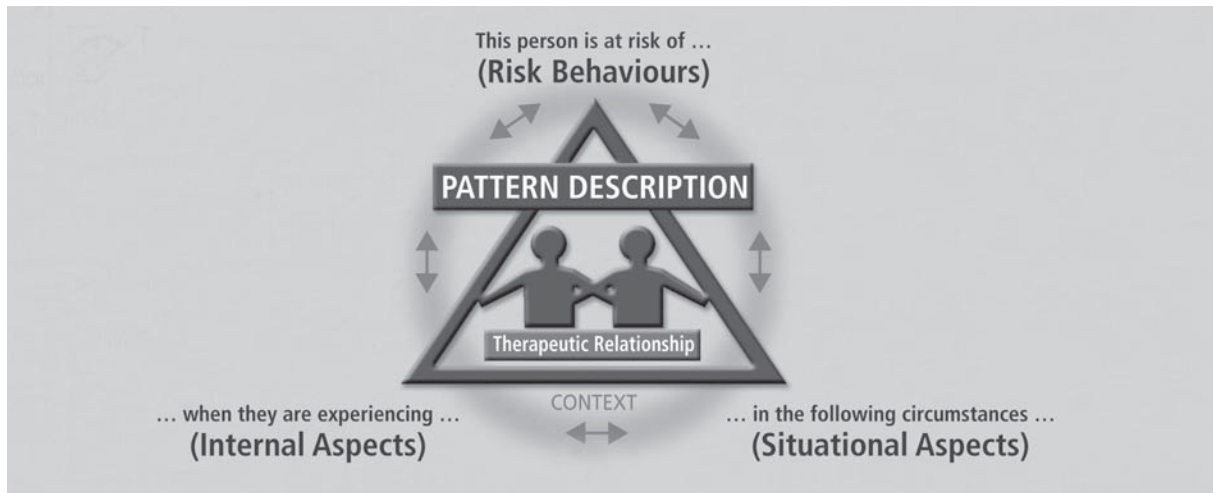 This person is at risk of …
(Risk Behaviours)
PATTERN DESCRIPTION
Therapeutic Relationship
CONTEXT
… when they are experiencing …
(Internal Aspects)
… in the following circumstances …
(Situational Aspects)